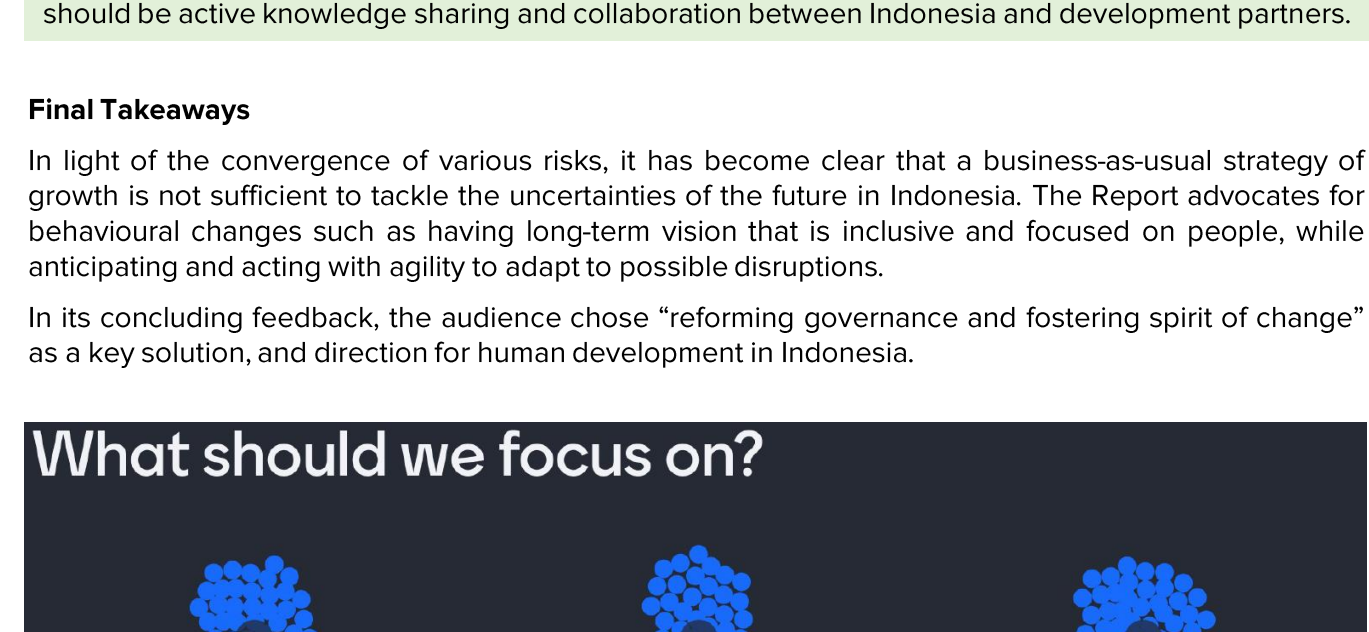 should be active knowledge sharing and collaboration between Indonesia and development partners.
Final Takeaways
In light of the convergence of various risks, it has become clear that a business-as-usual strategy of
growth is not sufficient to tackle the uncertainties of the future in Indonesia. The Report advocates for
behavioural changes such as having long-term vision that is inclusive and focused on people, while
anticipating and acting with agility to adapt to possible disruptions.
In its concluding feedback, the audience chose “reforming governance and fostering spirit of change”
as a key solution, and direction for human development in Indonesia.
What should we focus on?